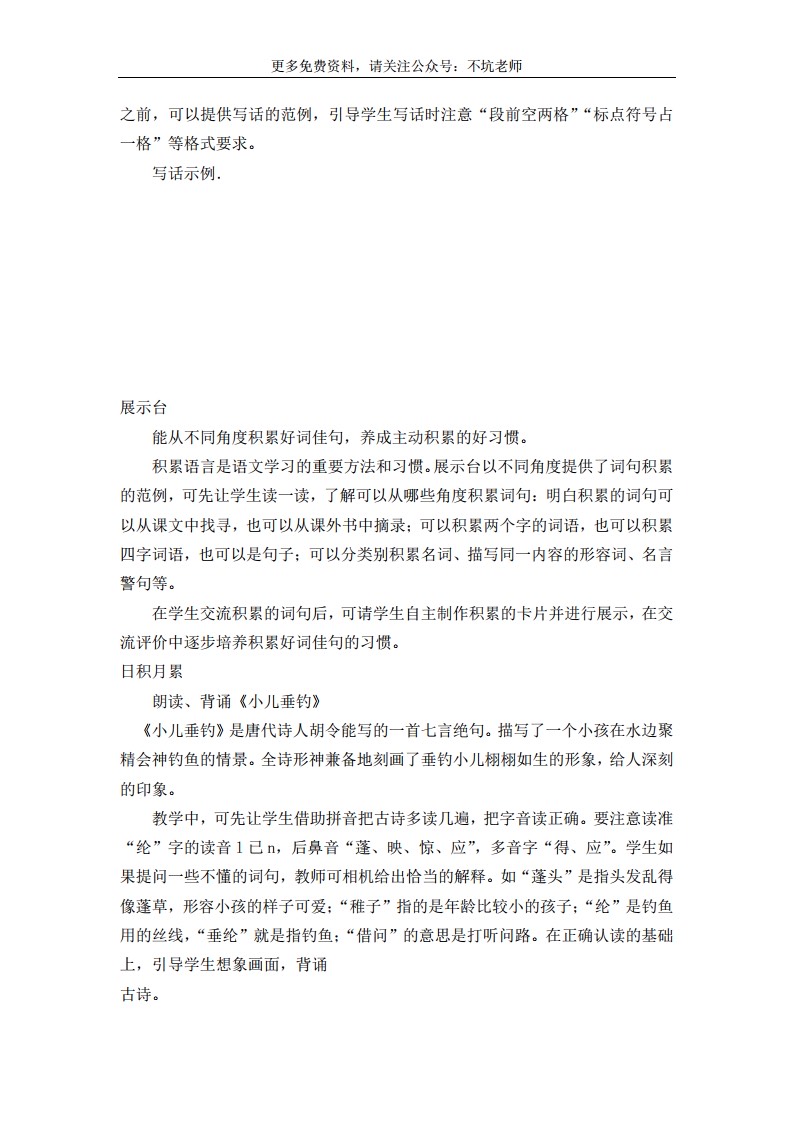 更多免费资料，请关注公众号：不坑老师
之前，可以提供写话的范例，引导学生写话时注意“段前空两格”“标点符号占
一格”等格式要求。
写话示例.
展示台
能从不同角度积累好词佳句，养成主动积累的好习惯。
积累语言是语文学习的重要方法和习惯。展示台以不同角度提供了词句积累
的范例，可先让学生读一读，了解可以从哪些角度积累词句：明白积累的词句可
以从课文中找寻，也可以从课外书中摘录；可以积累两个字的词语，也可以积累
四字词语，也可以是句子；可以分类别积累名词、描写同一内容的形容词、名言
警句等。
在学生交流积累的词句后，可请学生自主制作积累的卡片并进行展示，在交
流评价中逐步培养积累好词佳句的习惯。
日积月累
朗读、背诵《小儿垂钓》
《小儿垂钓》是唐代诗人胡令能写的一首七言绝句。描写了一个小孩在水边聚
精会神钓鱼的情景。全诗形神兼备地刻画了垂钓小儿栩栩如生的形象，给人深刻
的印象。
教学中，可先让学生借助拼音把古诗多读几遍，把字音读正确。要注意读准
“纶”字的读音 l 已 n，后鼻音“蓬、映、惊、应”，多音字“得、应”。学生如
果提问一些不懂的词句，教师可相机给出恰当的解释。如“蓬头”是指头发乱得
像蓬草，形容小孩的样子可爱；“稚子”指的是年龄比较小的孩子；“纶”是钓鱼
用的丝线，“垂纶”就是指钓鱼；“借问”的意思是打听问路。在正确认读的基础
上，引导学生想象画面，背诵
古诗。